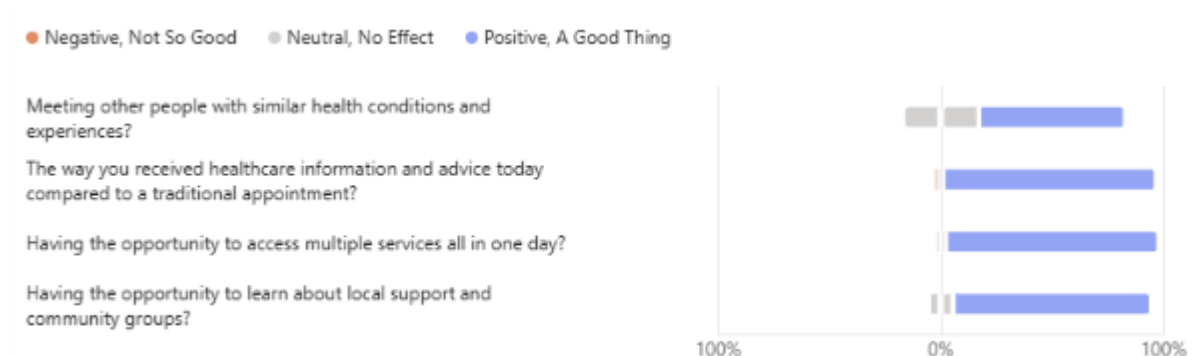 Negative, Not So Good Neutral, No Effect Positive, A Good Thing
Meeting other people with similar health conditions and
experiences?
The way you received healthcare information and advice today
compared to a traditional appointment?
Having the opportunity to access multiple services all in one day?
Having the opportunity to learn about local support and
community groups?
100% 0% 100%